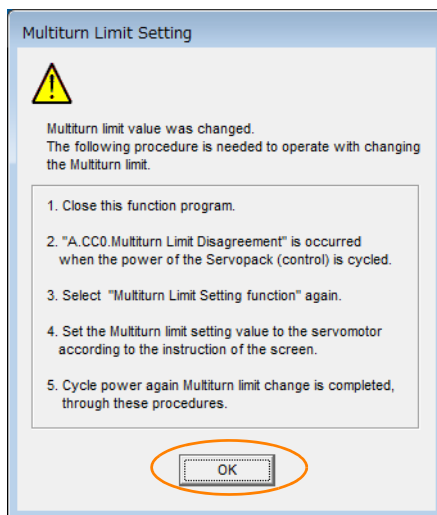 Multiturn Limit Setting
Multiturn limit value was changed.
The following procedure is needed to operate with changing
the Multiturn limit.
1. Close this function program.
2. "A.CC0.Multiturn Limit Disagreement" is occurred
when the power of the Servopack (control) is cycled.
3. Select "Multiturn Limit Setting function" again.
4. Set the Multiturn limit setting value to the servomotor
according to the instruction of the screen.
5. Cycle power again Multiturn limit change is completed,
through these procedures.
OK